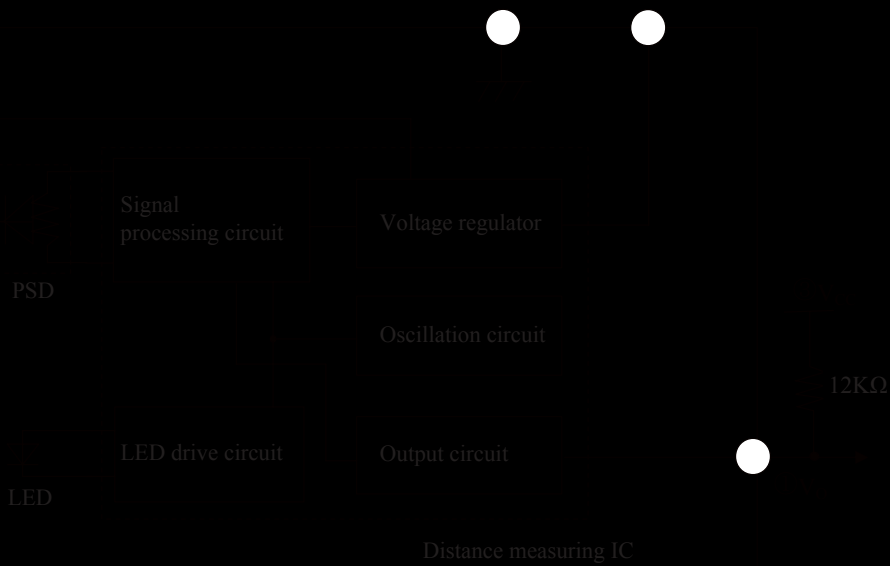 Signal
processing circuit
Voltage regulator
PSD
Oscillation circuit
12KΩ
LED drive circuit
Output circuit
LED
Distance measuring IC